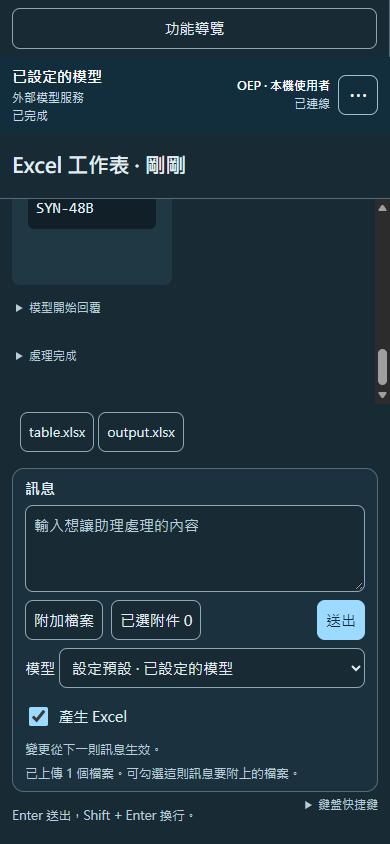 功能導覽
已設定的模型
外部模型服務
已完成
OEP · 本機使用者
已連線
···
Excel 工作表 · 剛剛
SYN-48B
▶ 模型開始回覆
▶ 處理完成
table.xlsx
output.xlsx
訊息
輸入想讓助理處理的內容
附加檔案
已選附件 0
送出
模型
設定預設 · 已設定的模型
產生 Excel
變更從下一則訊息生效。
已上傳 1 個檔案。可勾選這則訊息要附上的檔案。
▶ 鍵盤快捷鍵
Enter 送出，Shift + Enter 換行。